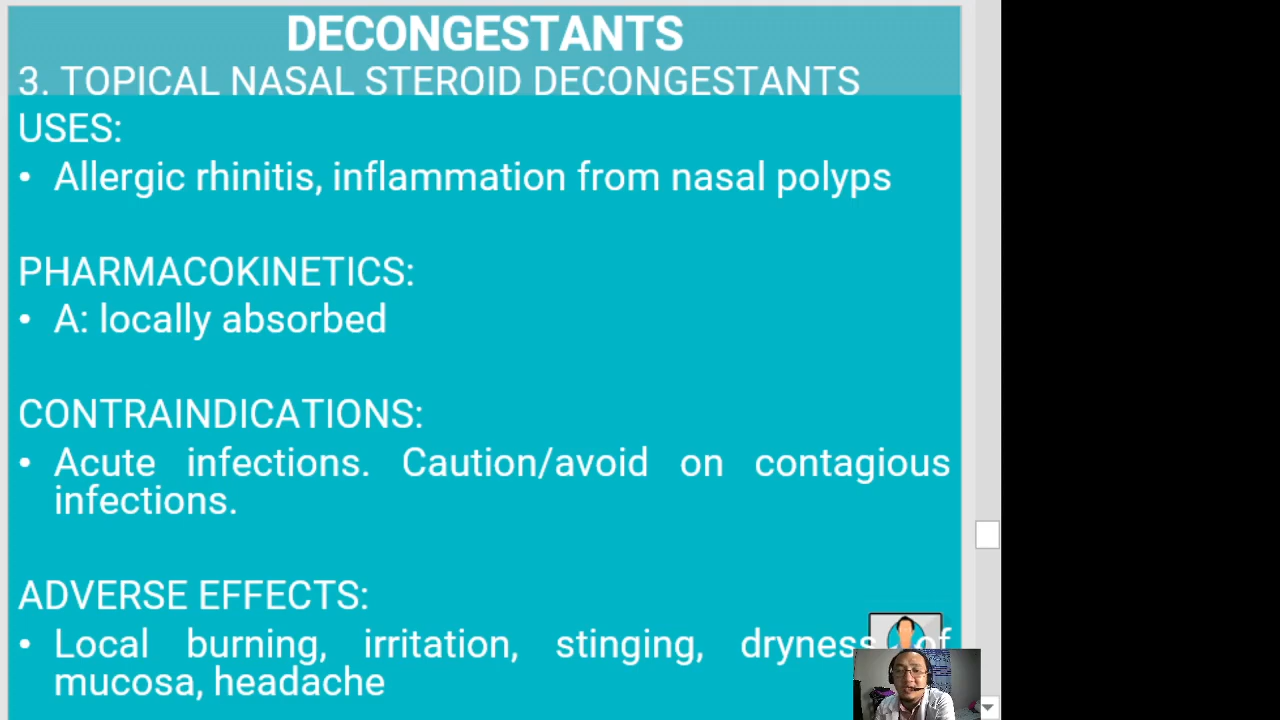 DECONGESTANTS
3. TOPICAL NASAL STEROID DECONGESTANTS
USES:
• Allergic rhinitis, inflammation from nasal polyps
PHARMACOKINETICS:
• A: locally absorbed
CONTRAINDICATIONS:
• Acute infections. Caution/avoid on contagious
infections.
ADVERSE EFFECTS:
• Local burning, irritation, stinging, dryness of
mucosa, headache